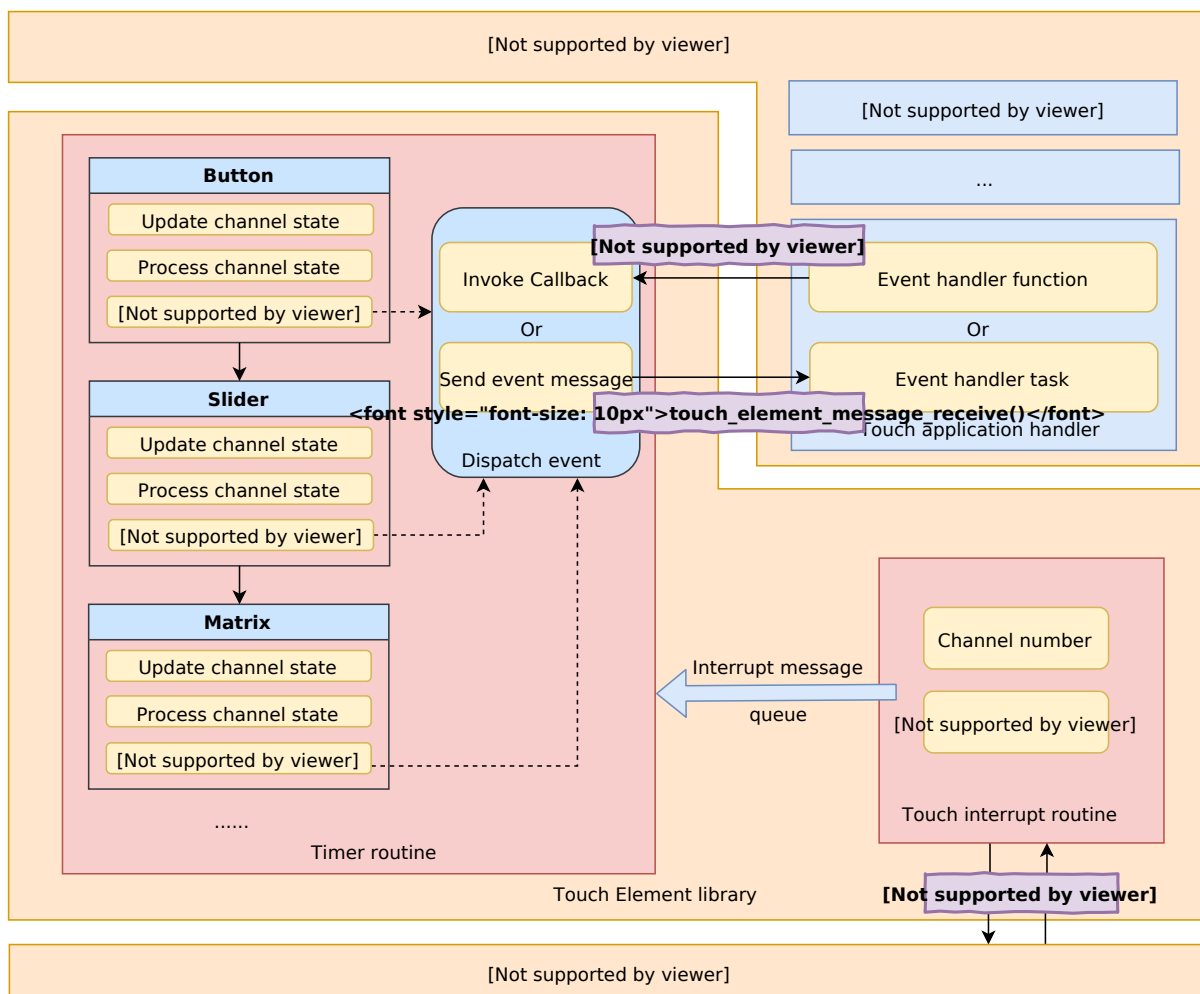 [Not supported by viewer]
[Not supported by viewer]
...
Button
Update channel state
Process channel state
[Not supported by viewer]
Slider
Update channel state
Process channel state
[Not supported by viewer]
Matrix
Update channel state
Process channel state
[Not supported by viewer]
......
Timer routine
Invoke Callback
Or
Send event message
Dispatch event
[Not supported by viewer]
<font style="font-size: 10px">touch_element_message_receive()</font>
Event handler function
Or
Event handler task
Touch application handler
Interrupt message
queue
Channel number
[Not supported by viewer]
Touch interrupt routine
Touch Element library
[Not supported by viewer]
[Not supported by viewer]